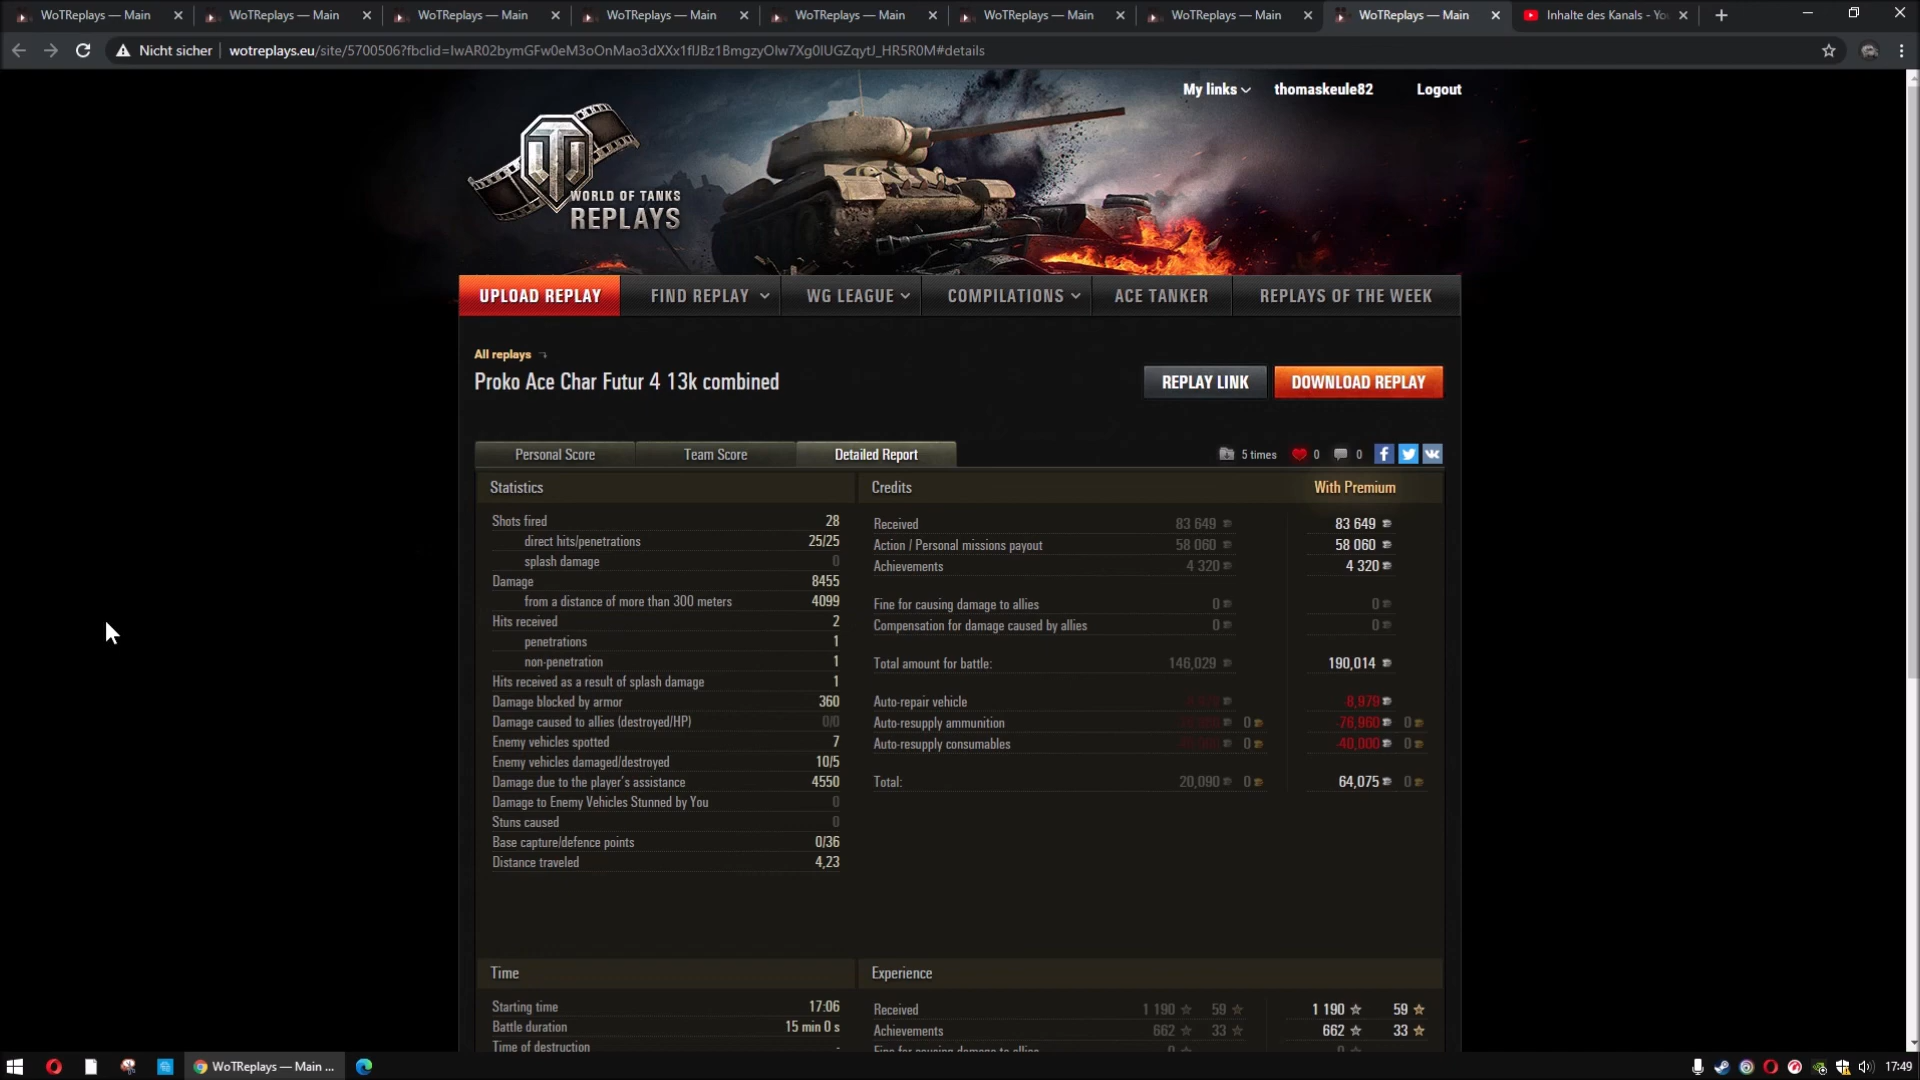 WoTReplays — Main
WoTReplays — Main
WoTReplays — Main
WoTReplays — Main
WoTReplays — Main
WoTReplays — Main
WoTReplays — Main
WoTReplays — Main
Inhalte des Kanals - You
Nicht sicher
My links
thomaskeule82
Logout
WORLD OF TANKS
REPLAYS
UPLOAD REPLAY
FIND REPLAY
WG LEAGUE
COMPILATIONS
ACE TANKER
REPLAYS OF THE WEEK
All replays
Proko Ace Char Futur 4 13k combined
REPLAY LINK
DOWNLOAD REPLAY
Personal Score
Team Score
Detailed Report
5 times
0
0
Statistics
Shots fired 28
direct hits/penetrations 25/25
splash damage 0
Damage 8455
from a distance of more than 300 meters 4099
Hits received 2
penetrations 1
non-penetration 1
Hits received as a result of splash damage 1
Damage blocked by armor 360
Damage caused to allies (destroyed/HP) 0/0
Enemy vehicles spotted 7
Enemy vehicles damaged/destroyed 10/5
Damage due to the player's assistance 4550
Damage to Enemy Vehicles Stunned by You 0
Stuns caused 0
Base capture/defence points 0/36
Distance traveled 4,23
Credits With Premium
Received 83 649 83 649
Action / Personal missions payout 58 060 58 060
Achievements 4 320 4 320
Fine for causing damage to allies 0 0
Compensation for damage caused by allies 0 0
Total amount for battle: 146,029 190,014
Auto-repair vehicle -8,979
Auto-resupply ammunition 0 -76,960 0
Auto-resupply consumables 0 -40,000 0
Total: 20,090 0 64,075 0
Time
Starting time 17:06
Battle duration 15 min 0 s
Time of destruction -
Experience
Received 1 190 59 1 190 59
Achievements 662 33 662 33
Fine for causing damage to allies 0 0
WoTReplays — Main ...
17:49